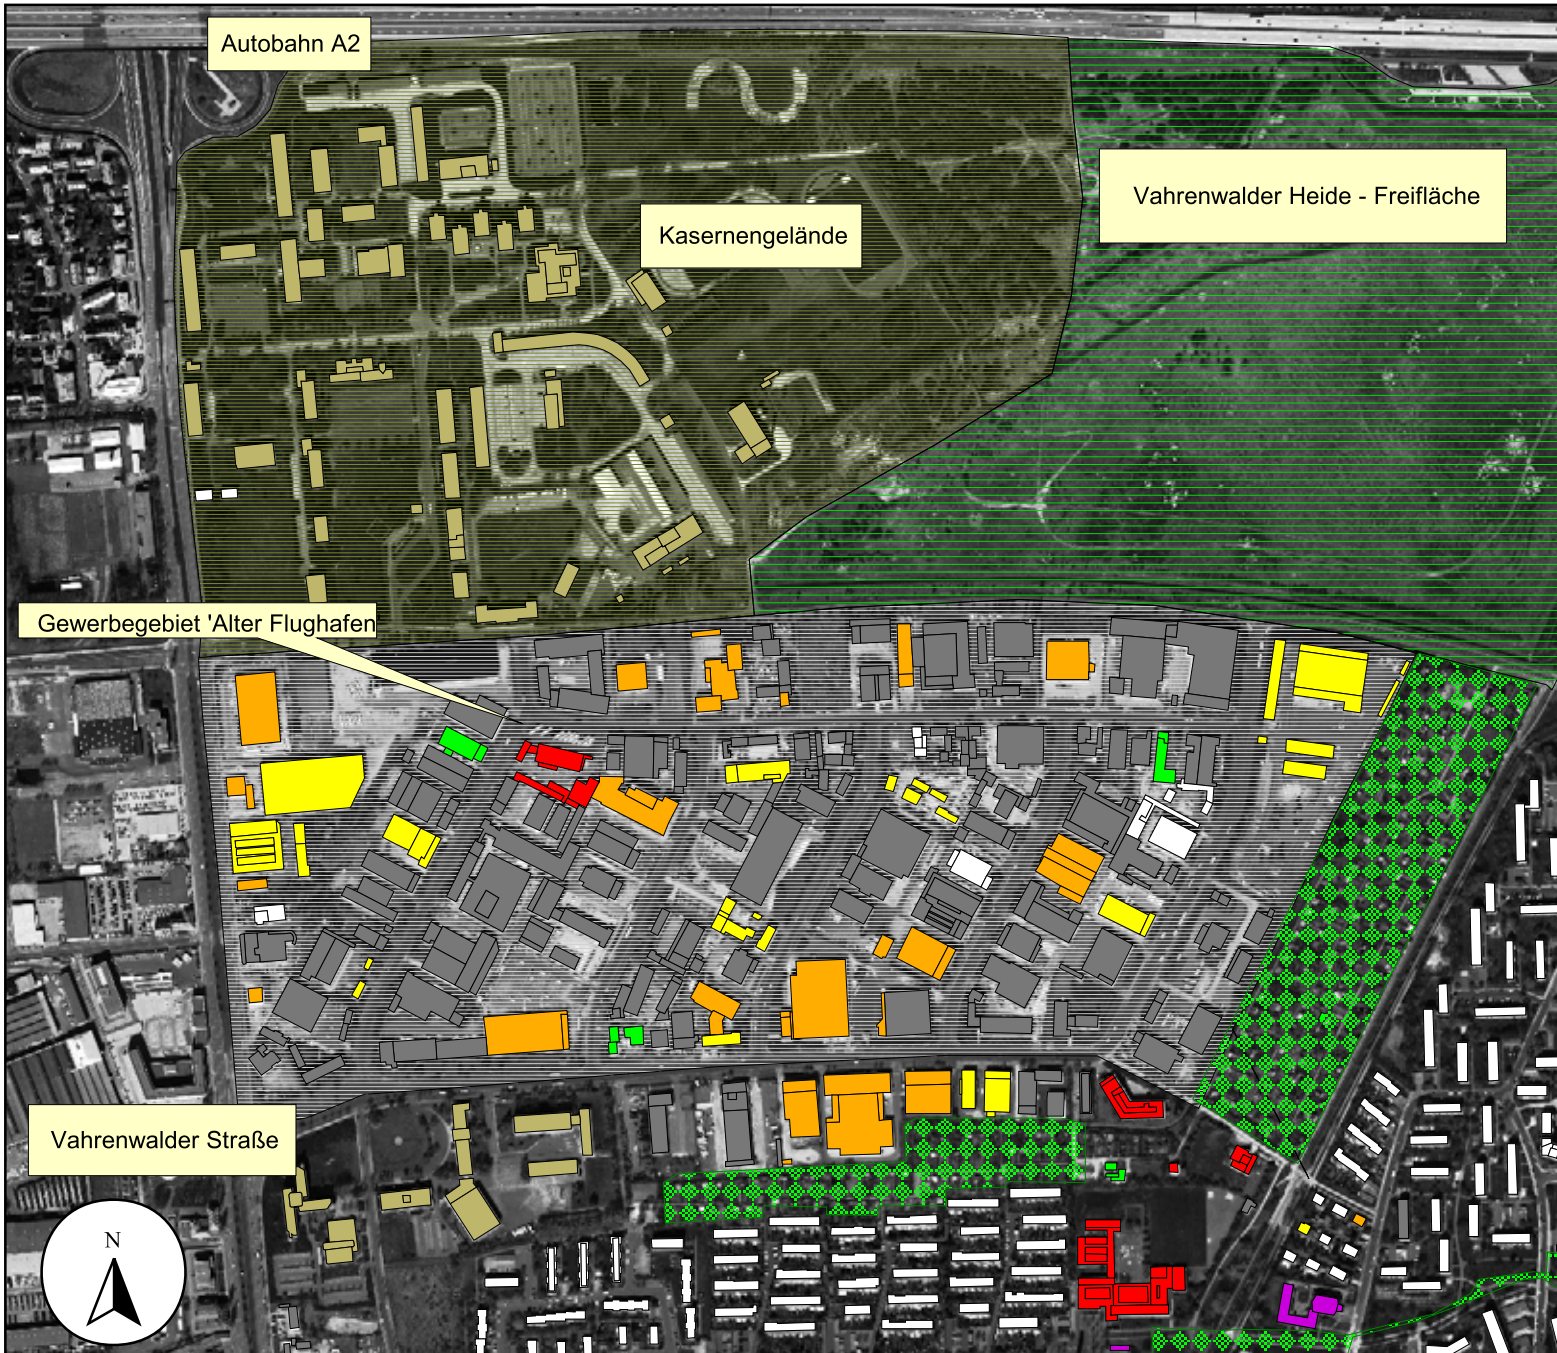 Autobahn A2
Vahrenwalder Heide - Freifläche
Kasernengelände
Gewerbegebiet 'Alter Flughafen
Vahrenwalder Straße
N